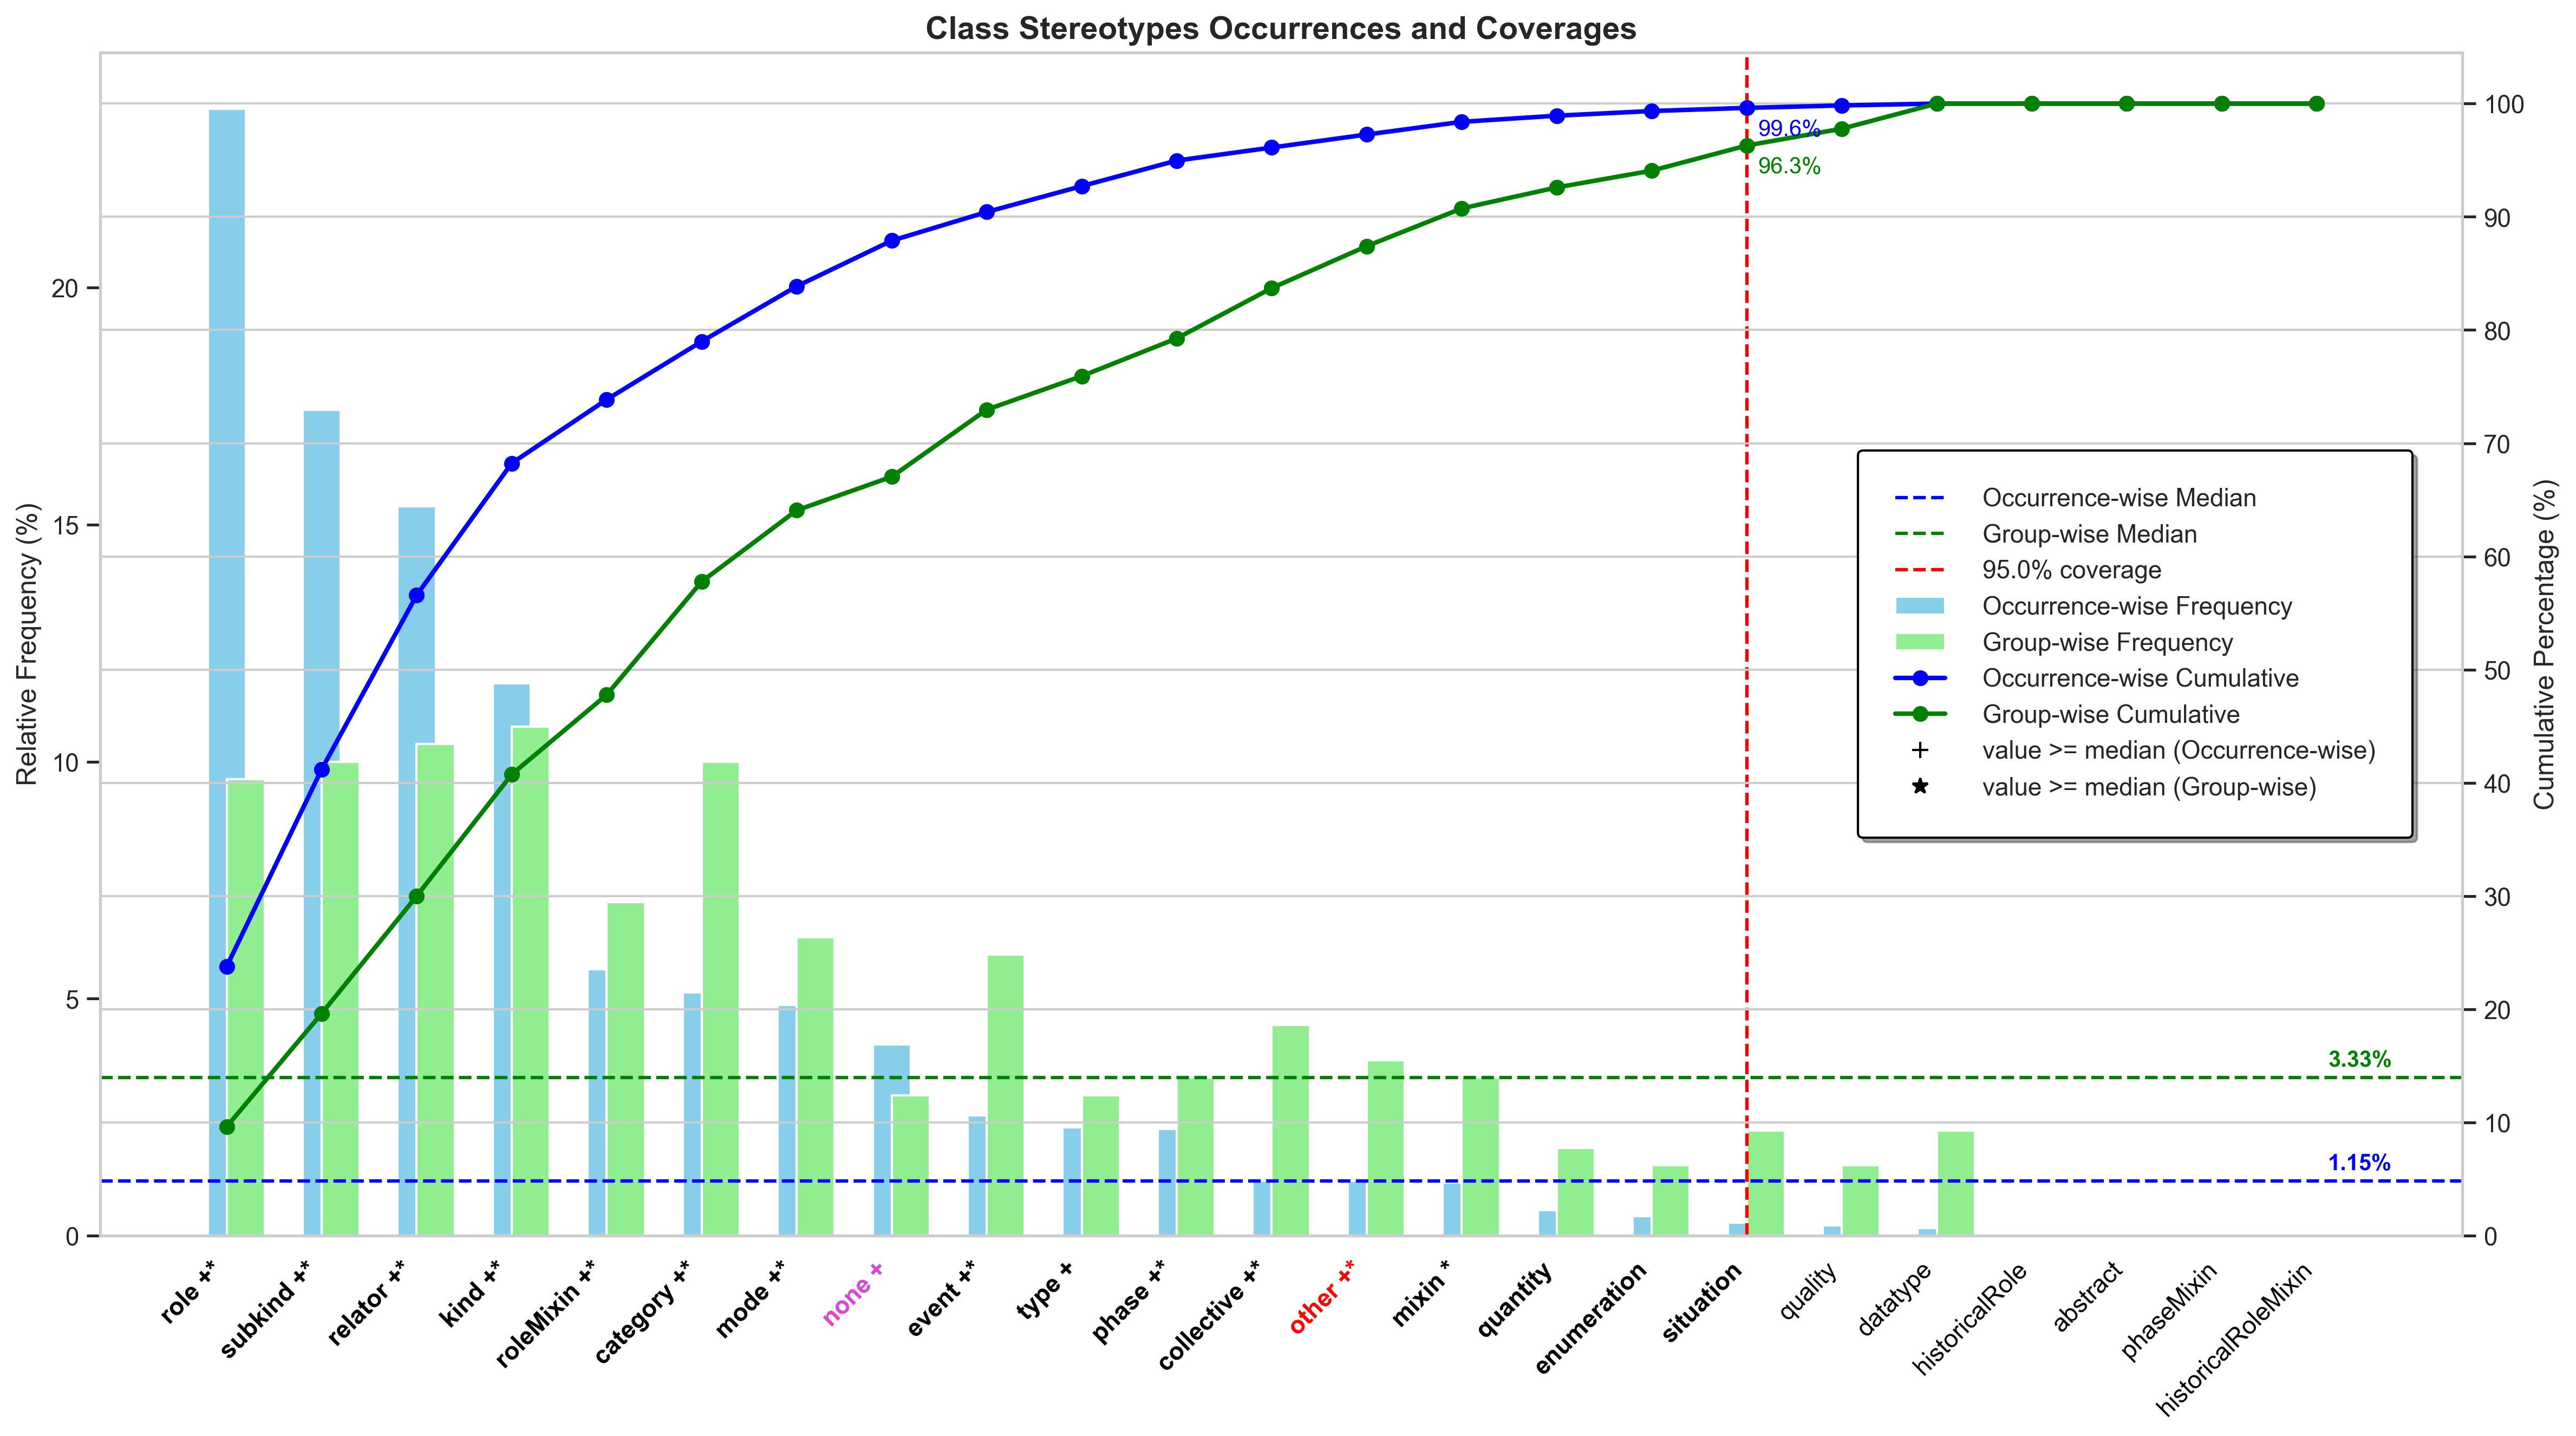 Class Stereotypes Occurrences and Coverages
Relative Frequency (%)
20
15
10
5
0
Cumulative Percentage (%)
100
90
80
70
60
50
40
30
20
10
0
99.6%
96.3%
3.33%
1.15%
Occurrence-wise Median
Group-wise Median
95.0% coverage
Occurrence-wise Frequency
Group-wise Frequency
Occurrence-wise Cumulative
Group-wise Cumulative
+ value >= median (Occurrence-wise)
★ value >= median (Group-wise)
role +*
subkind +*
relator +*
kind +*
roleMixin +*
category +*
mode +*
none +
event +*
type +
phase +*
collective +*
other +*
mixin *
quantity
enumeration
situation
quality
datatype
historicalRole
abstract
phaseMixin
historicalRoleMixin